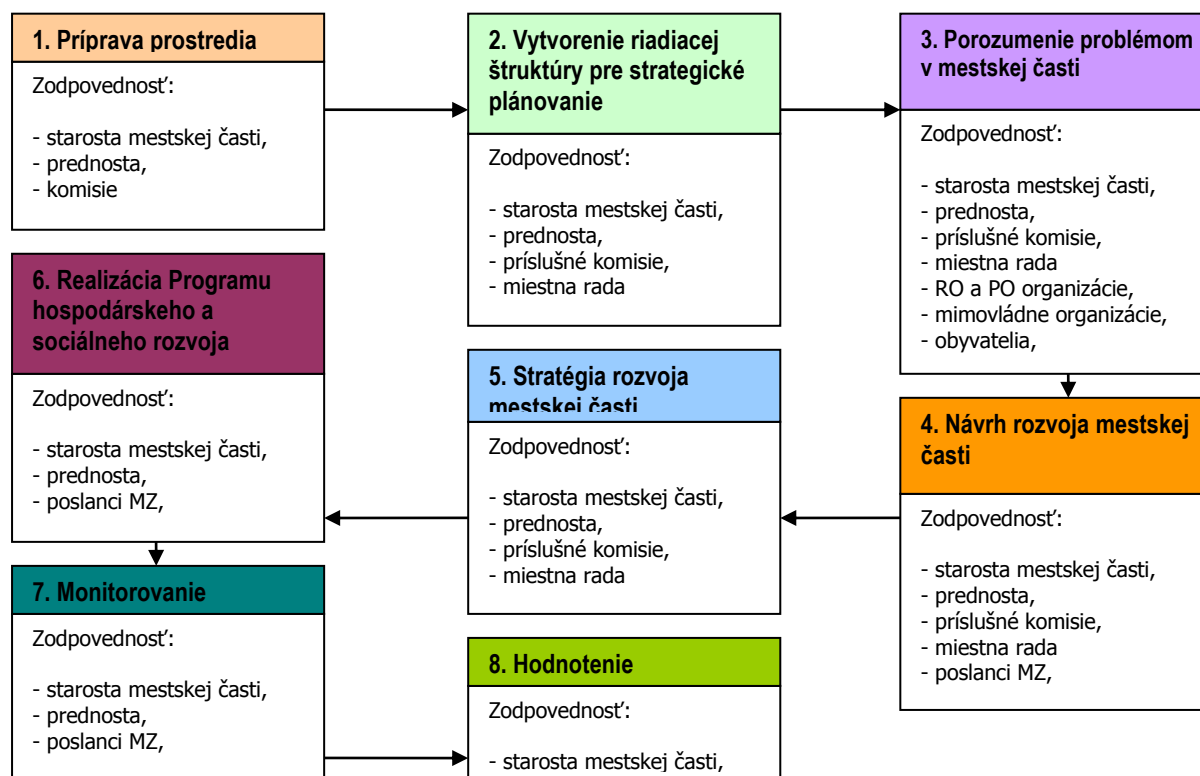 1. Príprava prostredia
Zodpovednosť:
- starosta mestskej časti,
- prednosta,
- komisie
2. Vytvorenie riadiacej
štruktúry pre strategické
plánovanie
Zodpovednosť:
- starosta mestskej časti,
- prednosta,
- príslušné komisie,
- miestna rada
3. Porozumenie problémom
v mestskej časti
Zodpovednosť:
- starosta mestskej časti,
- prednosta,
- príslušné komisie,
- miestna rada
- RO a PO organizácie,
- mimovládne organizácie,
- obyvatelia,
4. Návrh rozvoja mestskej
časti
Zodpovednosť:
- starosta mestskej časti,
- prednosta,
- príslušné komisie,
- miestna rada
- poslanci MZ,
5. Stratégia rozvoja
mestskej časti
Zodpovednosť:
- starosta mestskej časti,
- prednosta,
- príslušné komisie,
- miestna rada
6. Realizácia Programu
hospodárskeho a
sociálneho rozvoja
Zodpovednosť:
- starosta mestskej časti,
- prednosta,
- poslanci MZ,
7. Monitorovanie
Zodpovednosť:
- starosta mestskej časti,
- prednosta,
- poslanci MZ,
8. Hodnotenie
Zodpovednosť:
- starosta mestskej časti,